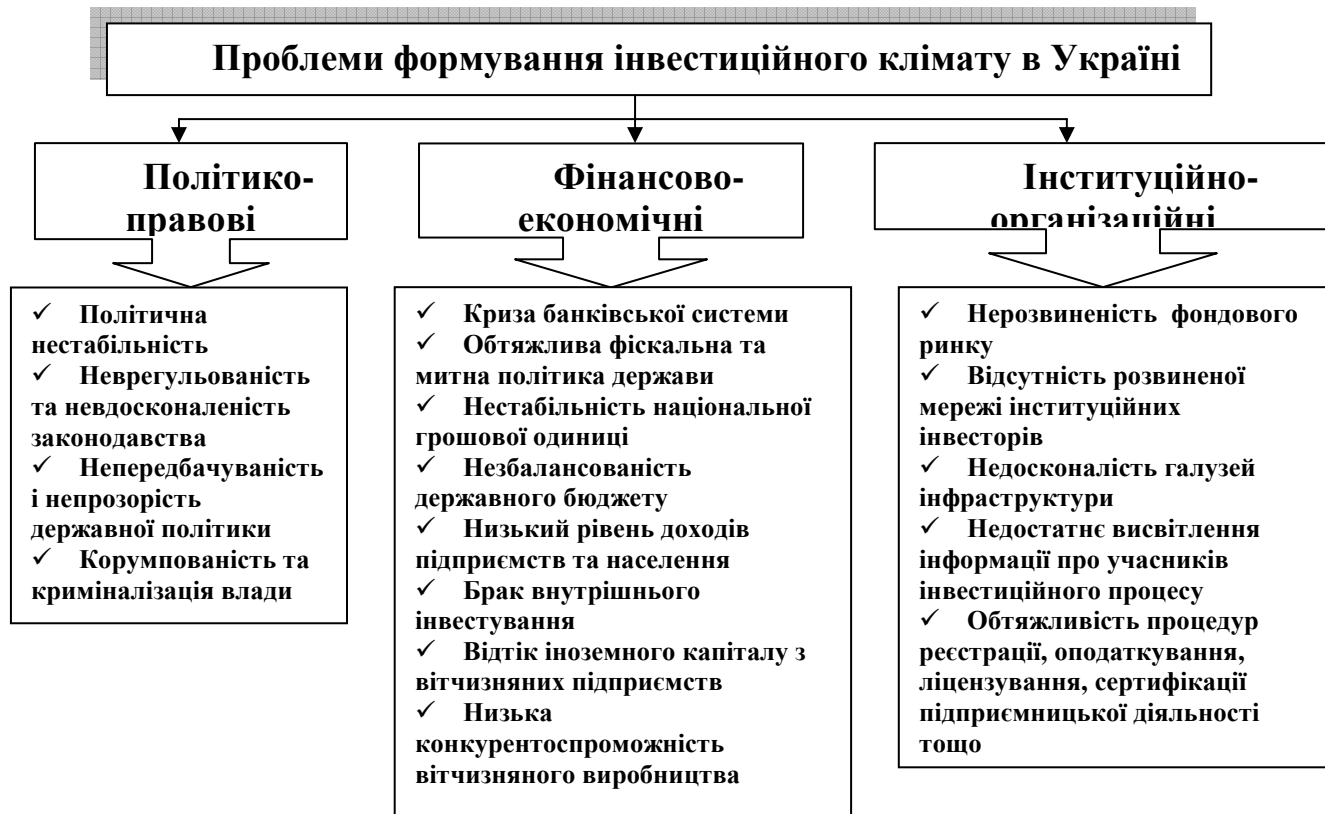 Проблеми формування інвестиційного клімату в Україні
Політико-
правові
✓ Політична
нестабільність
✓ Неврегульованість
та невдосконаленість
законодавства
✓ Непередбачуваність
і непрозорість
державної політики
✓ Корумпованість та
криміналізація влади
Фінансово-
економічні
✓ Криза банківської системи
✓ Обтяжлива фіскальна та
митна політика держави
✓ Нестабільність національної
грошової одиниці
✓ Незбалансованість
державного бюджету
✓ Низький рівень доходів
підприємств та населення
✓ Брак внутрішнього
інвестування
✓ Відтік іноземного капіталу з
вітчизняних підприємств
✓ Низька
конкурентоспроможність
вітчизняного виробництва
Інституційно-
організаційні
✓ Нерозвиненість фондового
ринку
✓ Відсутність розвиненої
мережі інституційних
інвесторів
✓ Недосконалість галузей
інфраструктури
✓ Недостатнє висвітлення
інформації про учасників
інвестиційного процесу
✓ Обтяжливість процедур
реєстрації, оподаткування,
ліцензування, сертифікації
підприємницької діяльності
тощо